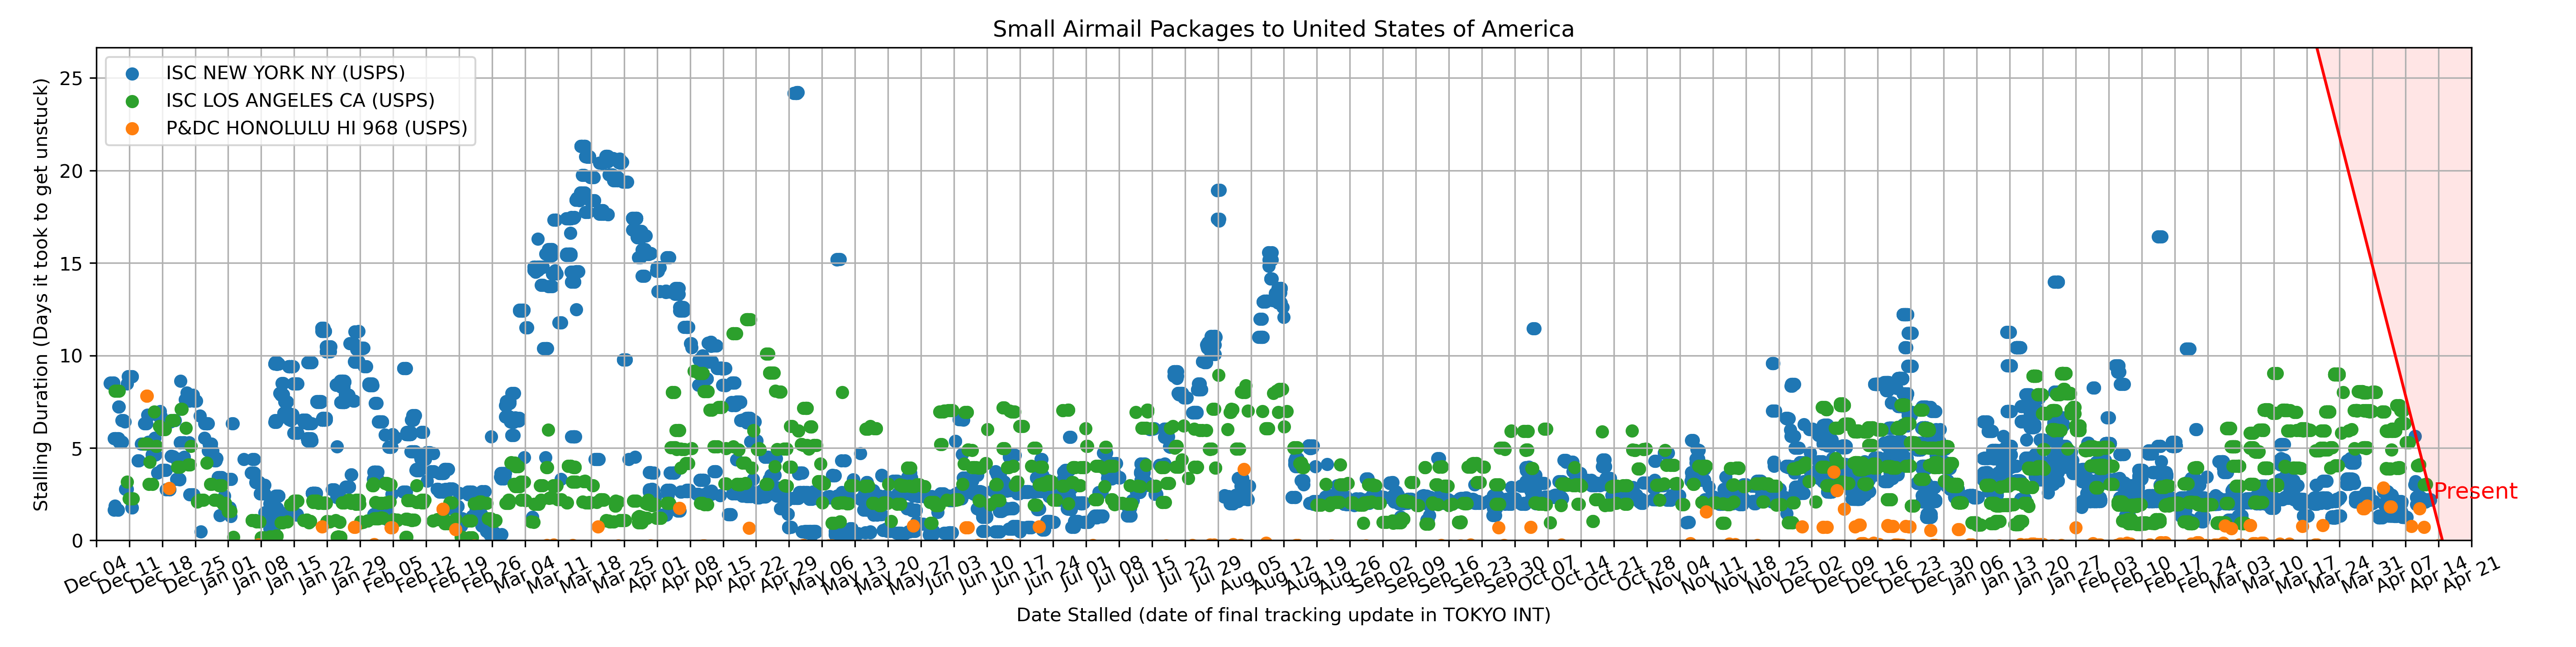 Small Airmail Packages to United States of America
ISC NEW YORK NY (USPS)
ISC LOS ANGELES CA (USPS)
P&DC HONOLULU HI 968 (USPS)
Stalling Duration (Days it took to get unstuck)
25
20
15
10
5
0
Present
Dec 04 Dec 11 Dec 18 Dec 25 Jan 01 Jan 08 Jan 15 Jan 22 Jan 29 Feb 05 Feb 12 Feb 19 Feb 26 Mar 04 Mar 11 Mar 18 Mar 25 Apr 01 Apr 08 Apr 15 Apr 22 Apr 29 May 06 May 13 May 20 May 27 Jun 03 Jun 10 Jun 17 Jun 24 Jul 01 Jul 08 Jul 15 Jul 22 Jul 29 Aug 05 Aug 12 Aug 19 Aug 26 Sep 02 Sep 09 Sep 16 Sep 23 Sep 30 Oct 07 Oct 14 Oct 21 Oct 28 Nov 04 Nov 11 Nov 18 Nov 25 Dec 02 Dec 09 Dec 16 Dec 23 Dec 30 Jan 06 Jan 13 Jan 20 Jan 27 Feb 03 Feb 10 Feb 17 Feb 24 Mar 03 Mar 10 Mar 17 Mar 24 Mar 31 Apr 07 Apr 14 Apr 21
Date Stalled (date of final tracking update in TOKYO INT)